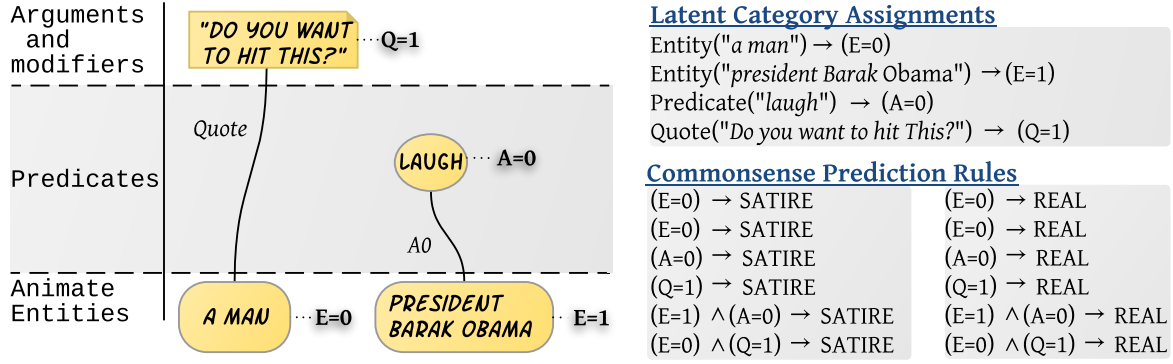 Arguments
and
modifiers
"DO YOU WANT
TO HIT THIS?"
Q=1
Quote
Predicates
LAUGH
A=0
A0
Animate
Entities
A MAN
E=0
PRESIDENT
BARAK OBAMA
E=1
Latent Category Assignments
Entity("a man") → (E=0)
Entity("president Barak Obama") → (E=1)
Predicate("laugh") → (A=0)
Quote("Do you want to hit This?") → (Q=1)
Commonsense Prediction Rules
(E=0) → SATIRE
(E=0) → SATIRE
(A=0) → SATIRE
(Q=1) → SATIRE
(E=1) ∧(A=0) → SATIRE
(E=0) ∧(Q=1) → SATIRE
(E=0) → REAL
(E=0) → REAL
(A=0) → REAL
(Q=1) → REAL
(E=1) ∧(A=0) → REAL
(E=0) ∧(Q=1) → REAL